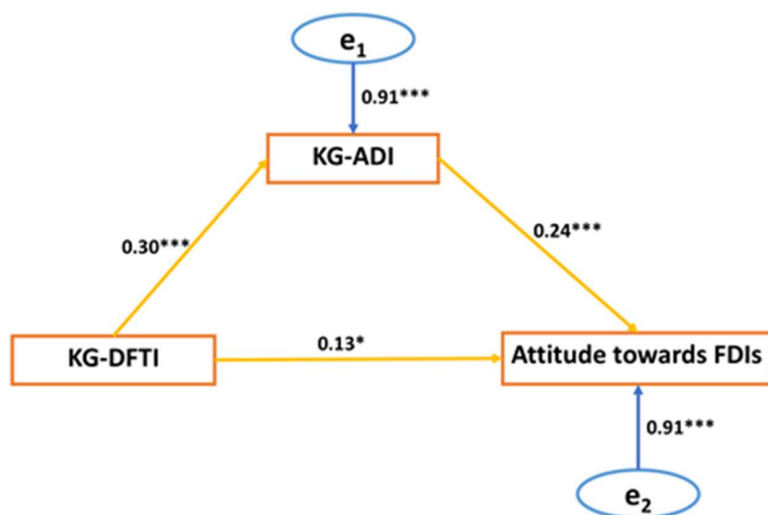 e1
0.91***
KG-ADI
0.30***
0.24***
KG-DFTI
0.13*
Attitude towards FDIs
0.91***
e2